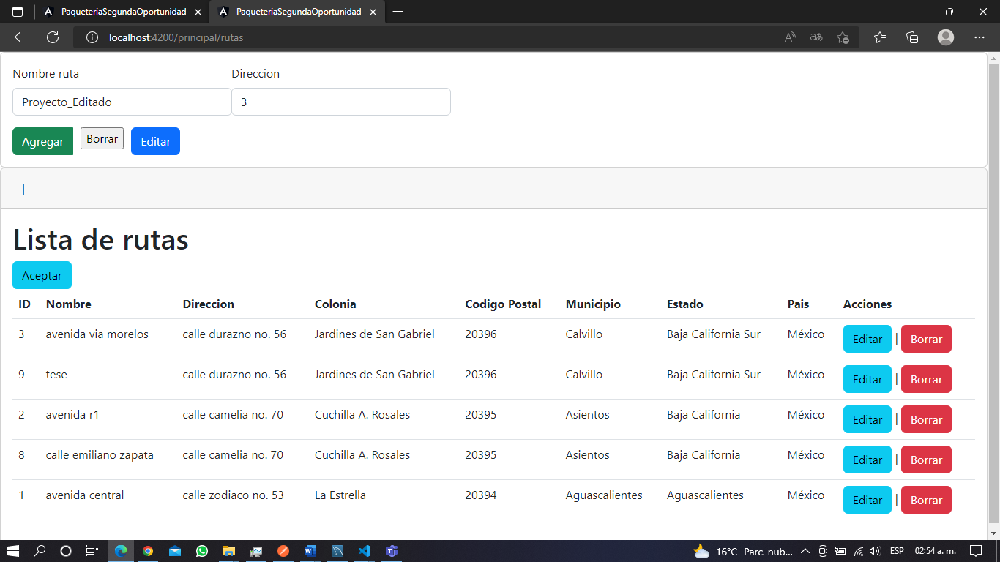 PaqueteriaSegundaOportunidad
PaqueteriaSegundaOportunidad
localhost:4200/principal/rutas
Nombre ruta Direccion
Proyecto_Editado 3
Agregar Borrar Editar
|
Lista de rutas
Aceptar
ID Nombre Direccion Colonia Codigo Postal Municipio Estado Pais Acciones
3 avenida via morelos calle durazno no. 56 Jardines de San Gabriel 20396 Calvillo Baja California Sur México Editar | Borrar
9 tese calle durazno no. 56 Jardines de San Gabriel 20396 Calvillo Baja California Sur México Editar | Borrar
2 avenida r1 calle camelia no. 70 Cuchilla A. Rosales 20395 Asientos Baja California México Editar | Borrar
8 calle emiliano zapata calle camelia no. 70 Cuchilla A. Rosales 20395 Asientos Baja California México Editar | Borrar
1 avenida central calle zodiaco no. 53 La Estrella 20394 Aguascalientes Aguascalientes México Editar | Borrar
16°C Parc. nub... ESP 02:54 a. m.